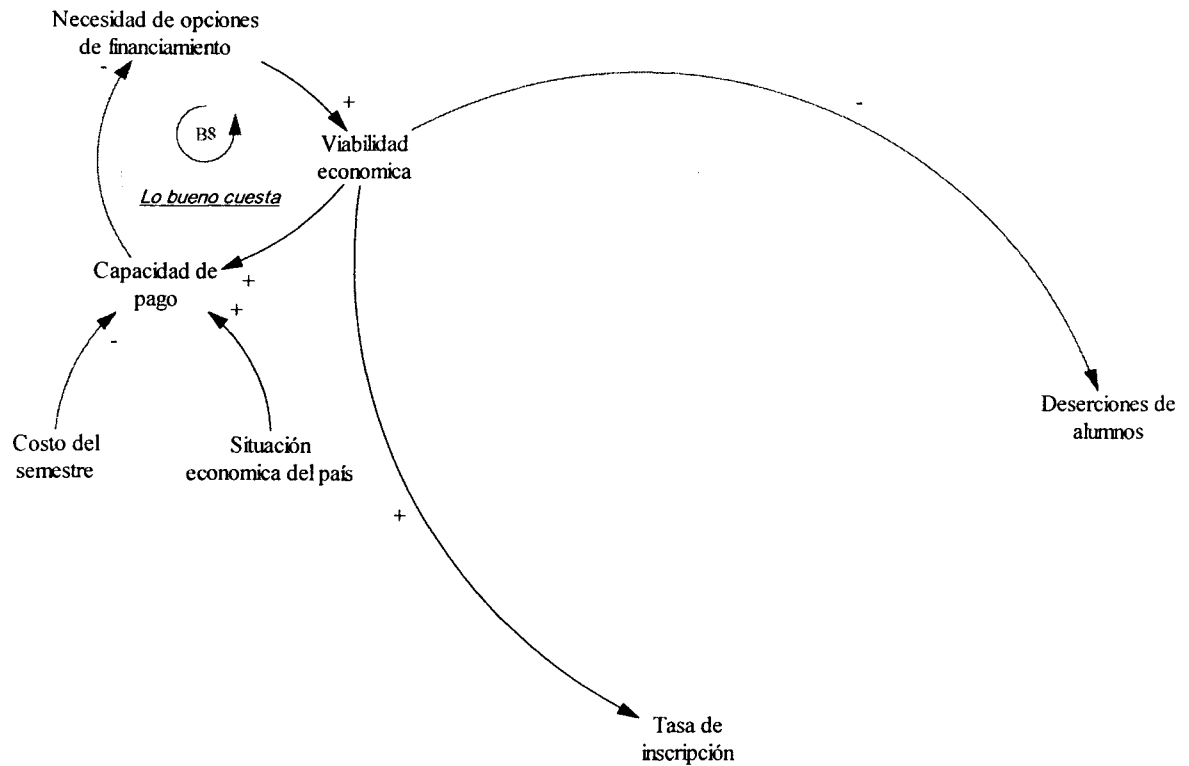 Necesidad de opciones
de financiamiento
-
+
B8
Viabilidad
economica
-
Lo bueno cuesta
Capacidad de
pago
+
+
-
Deserciones de
alumnos
Costo del
semestre
Situación
economica del país
+
Tasa de
inscripción